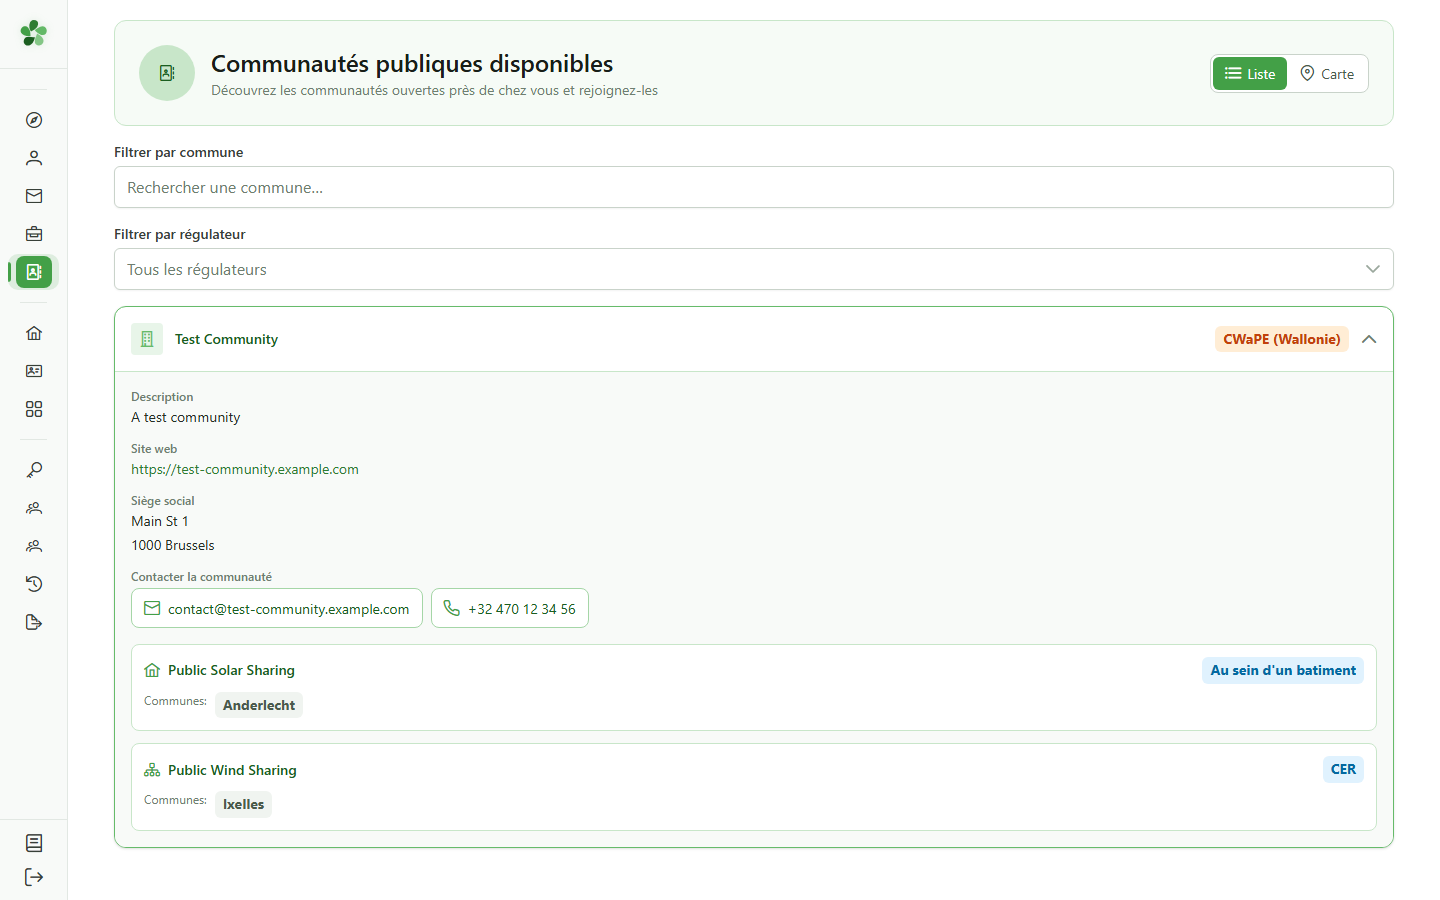 Communautés publiques disponibles
Découvrez les communautés ouvertes près de chez vous et rejoignez-les
Liste
Carte
Filtrer par commune
Rechercher une commune...
Filtrer par régulateur
Tous les régulateurs
Test Community
CWaPE (Wallonie)
Description
A test community
Site web
https://test-community.example.com
Siège social
Main St 1
1000 Brussels
Contacter la communauté
contact@test-community.example.com
+32 470 12 34 56
Public Solar Sharing
Au sein d'un batiment
Communes:
Anderlecht
Public Wind Sharing
CER
Communes:
Ixelles